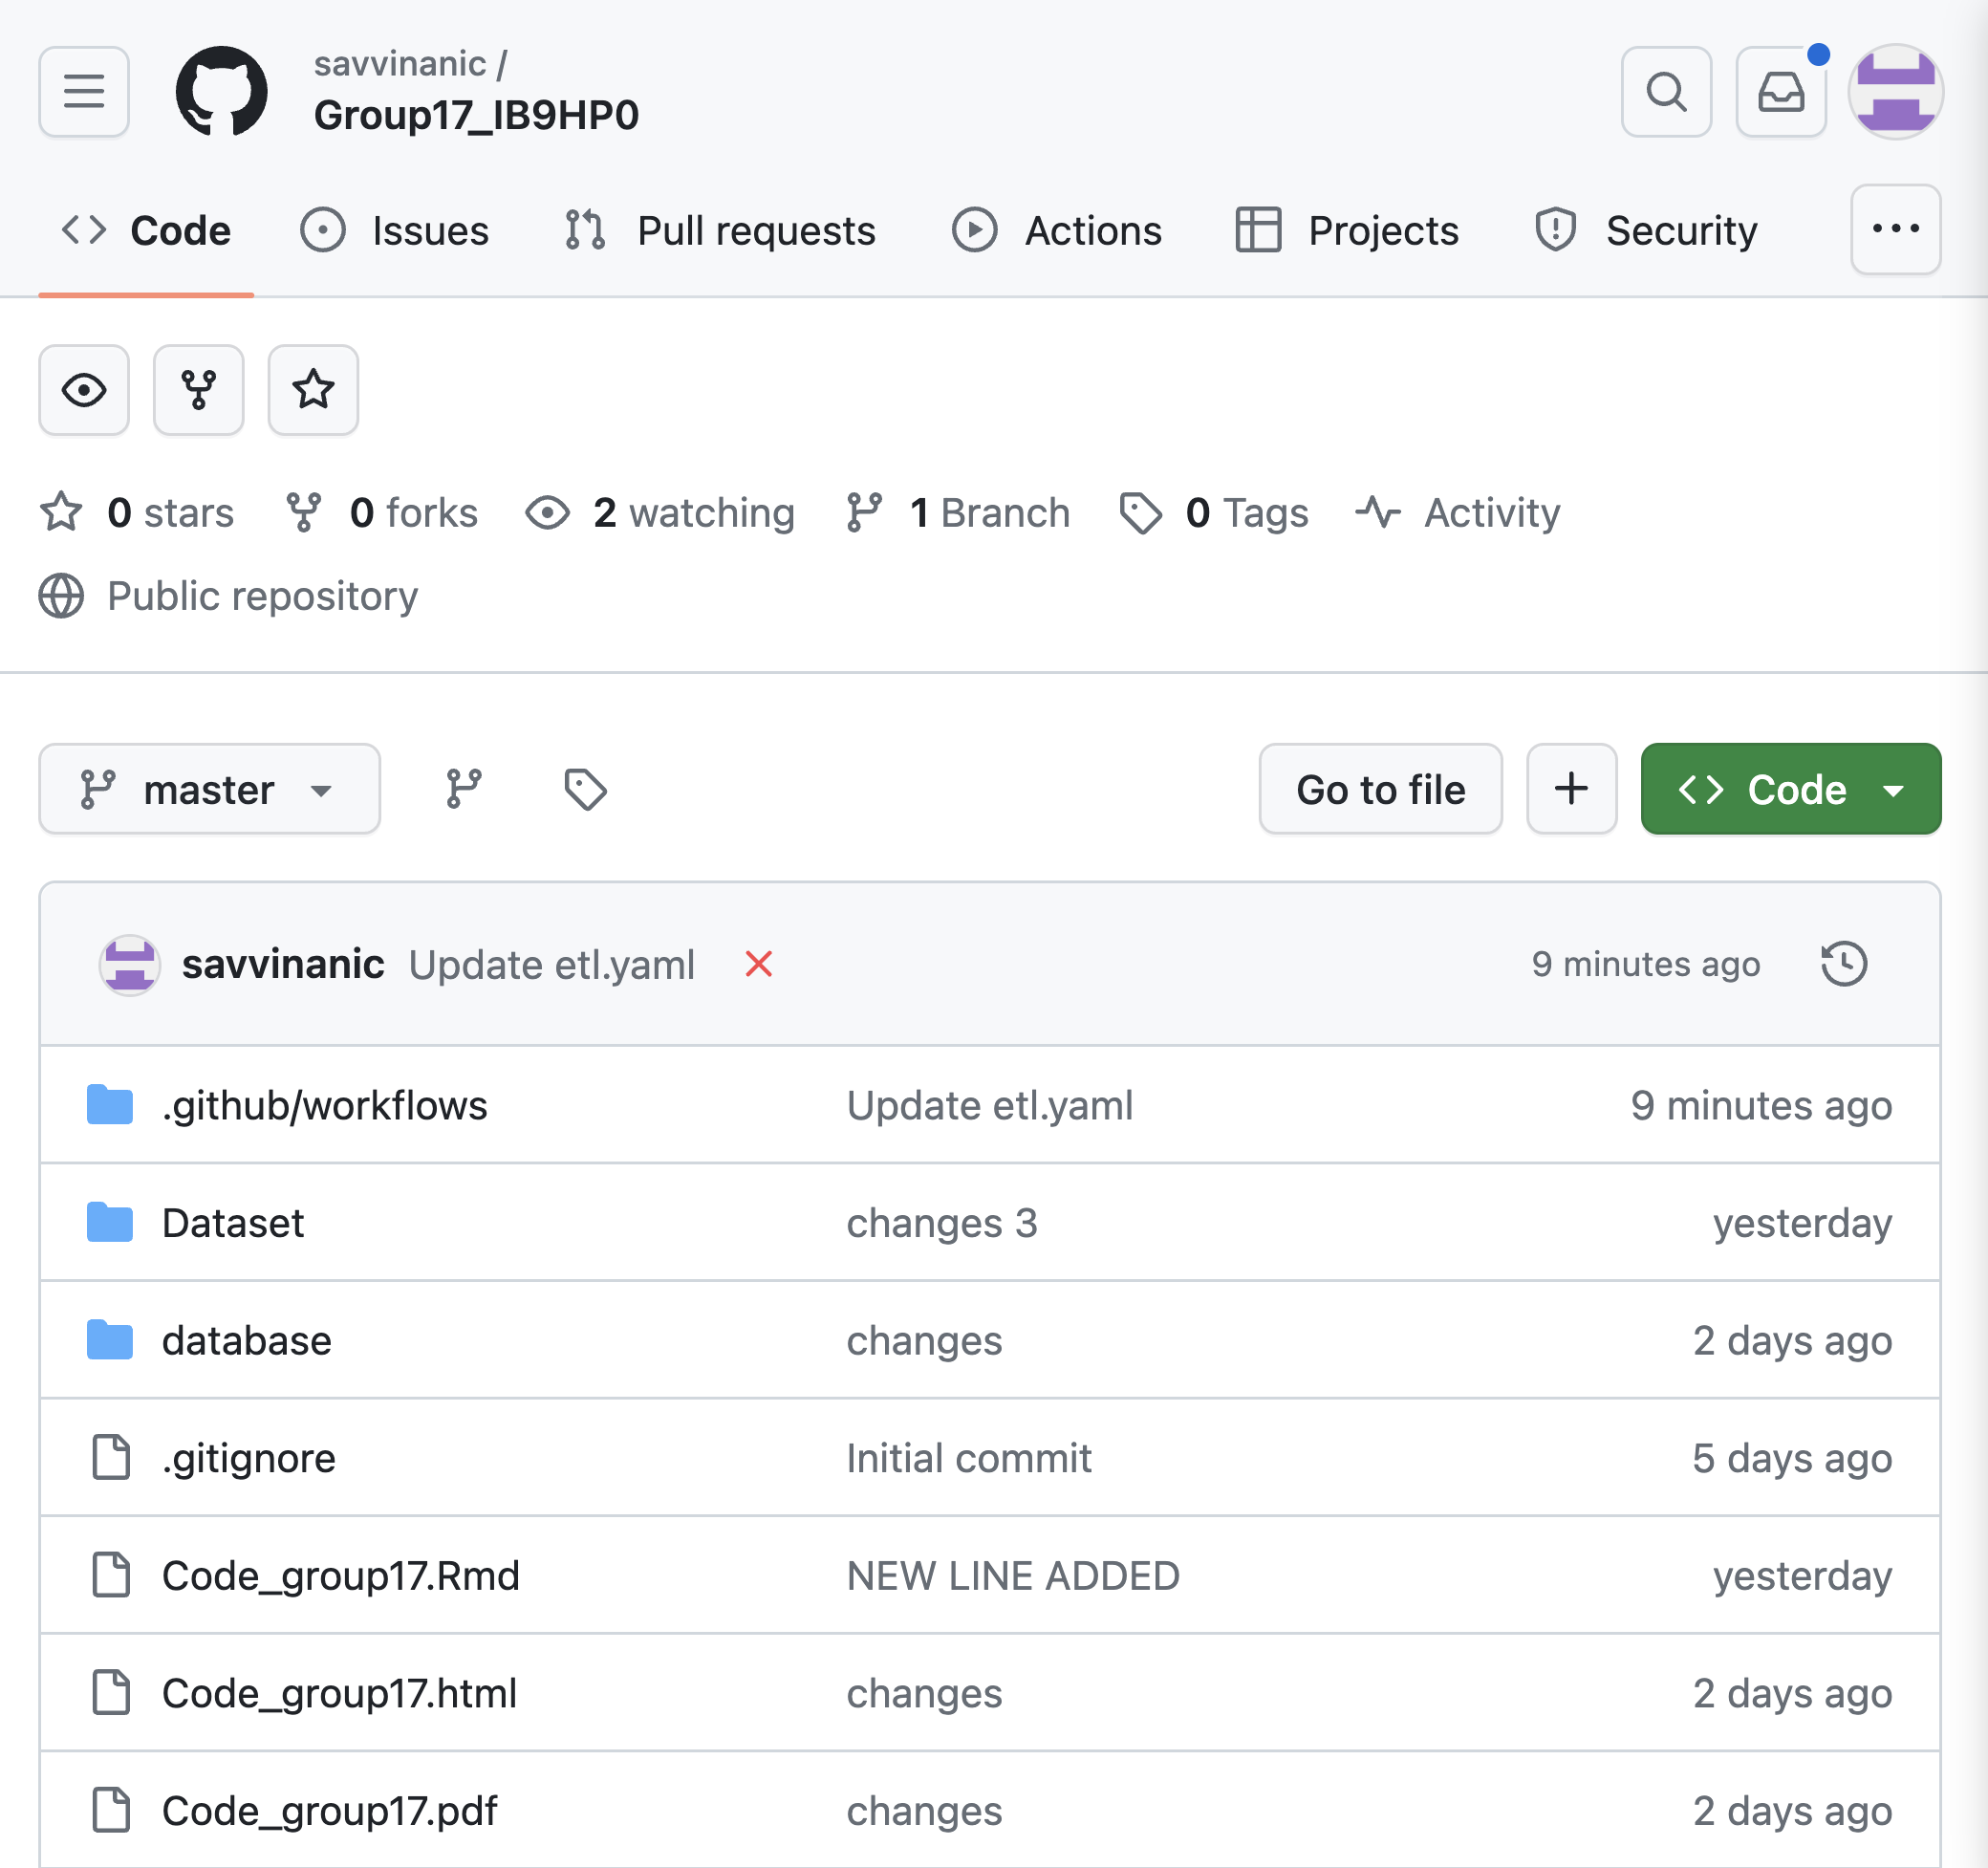 savvinanic /
Group17_IB9HP0
Code Issues Pull requests Actions Projects Security
0 stars 0 forks 2 watching 1 Branch 0 Tags Activity
Public repository
master Go to file Code
savvinanic Update etl.yaml 9 minutes ago
.github/workflows Update etl.yaml 9 minutes ago
Dataset changes 3 yesterday
database changes 2 days ago
.gitignore Initial commit 5 days ago
Code_group17.Rmd NEW LINE ADDED yesterday
Code_group17.html changes 2 days ago
Code_group17.pdf changes 2 days ago